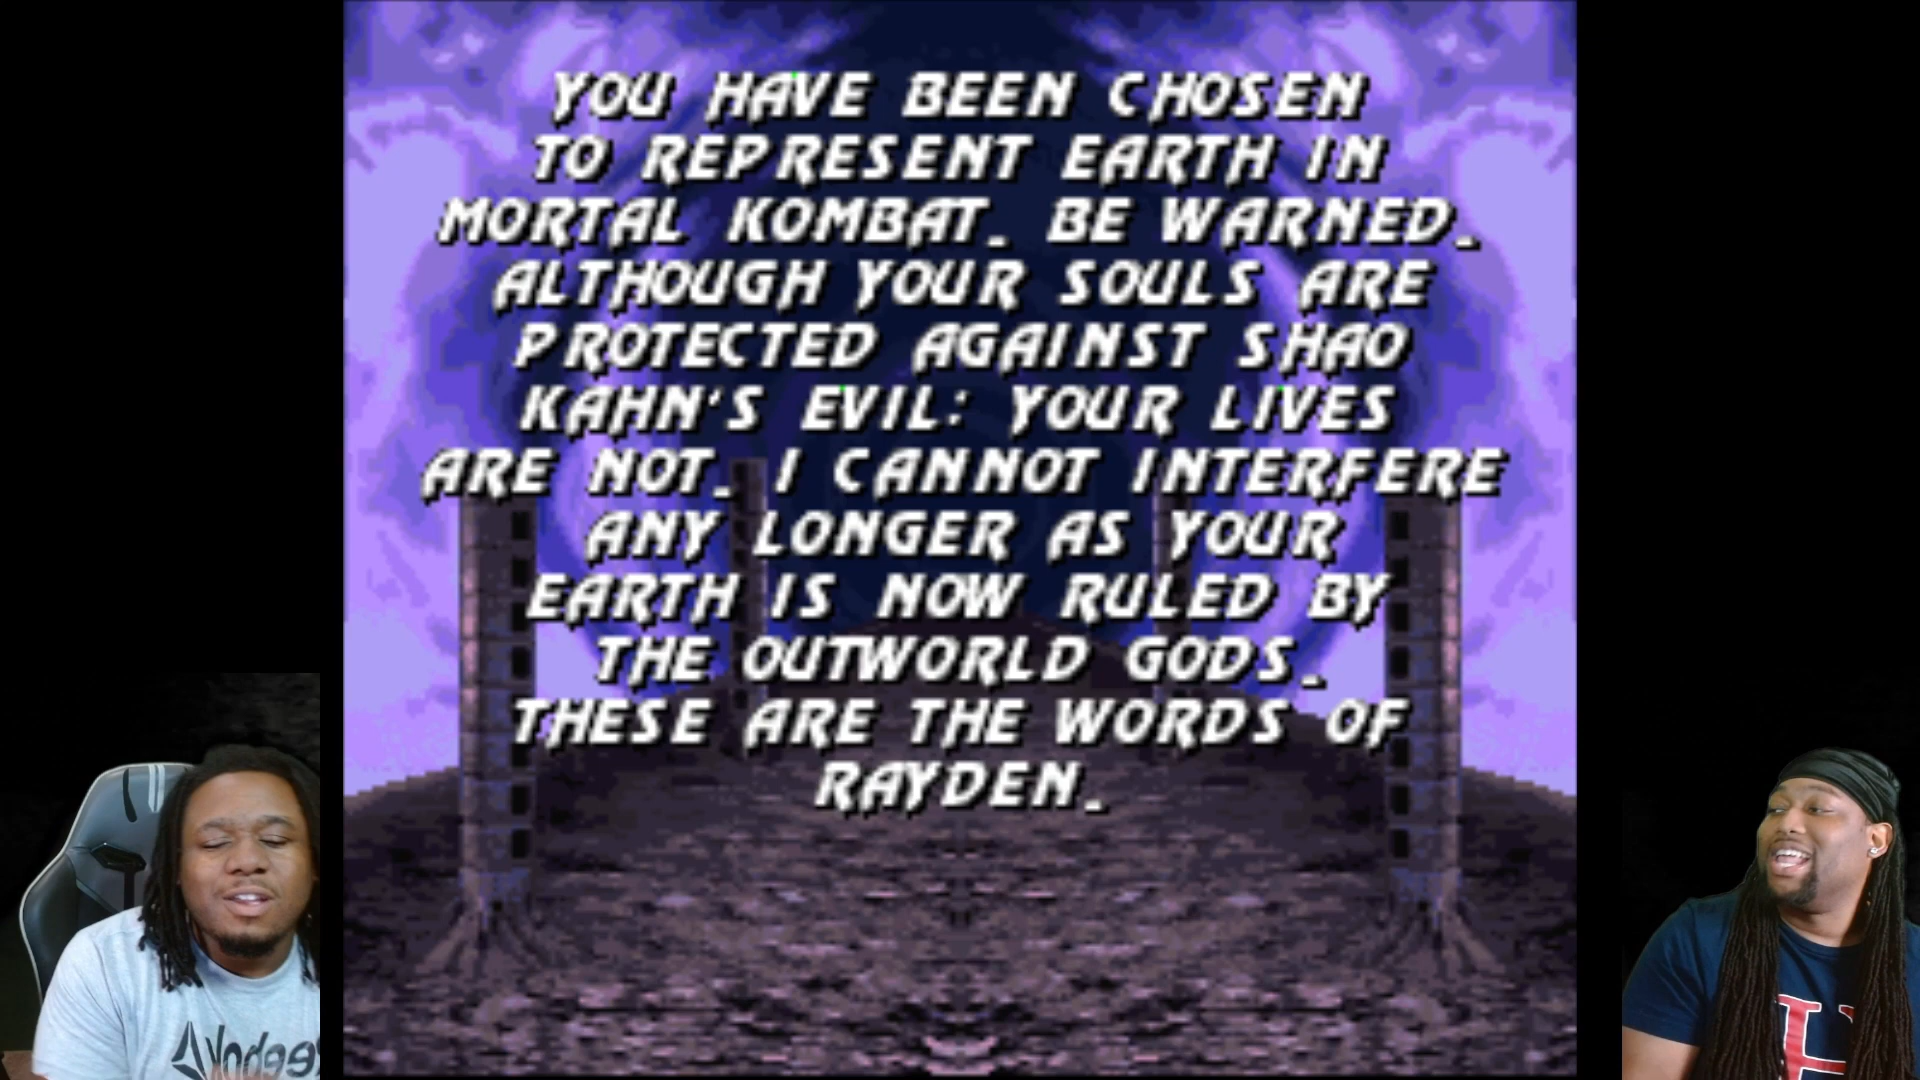 YOU HAVE BEEN CHOSEN
TO REPRESENT EARTH IN
MORTAL KOMBAT. BE WARNED.
ALTHOUGH YOUR SOULS ARE
PROTECTED AGAINST SHAO
KAHN'S EVIL: YOUR LIVES
ARE NOT. I CANNOT INTERFERE
ANY LONGER AS YOUR
EARTH IS NOW RULED BY
THE OUTWORLD GODS.
THESE ARE THE WORDS OF
RAYDEN.